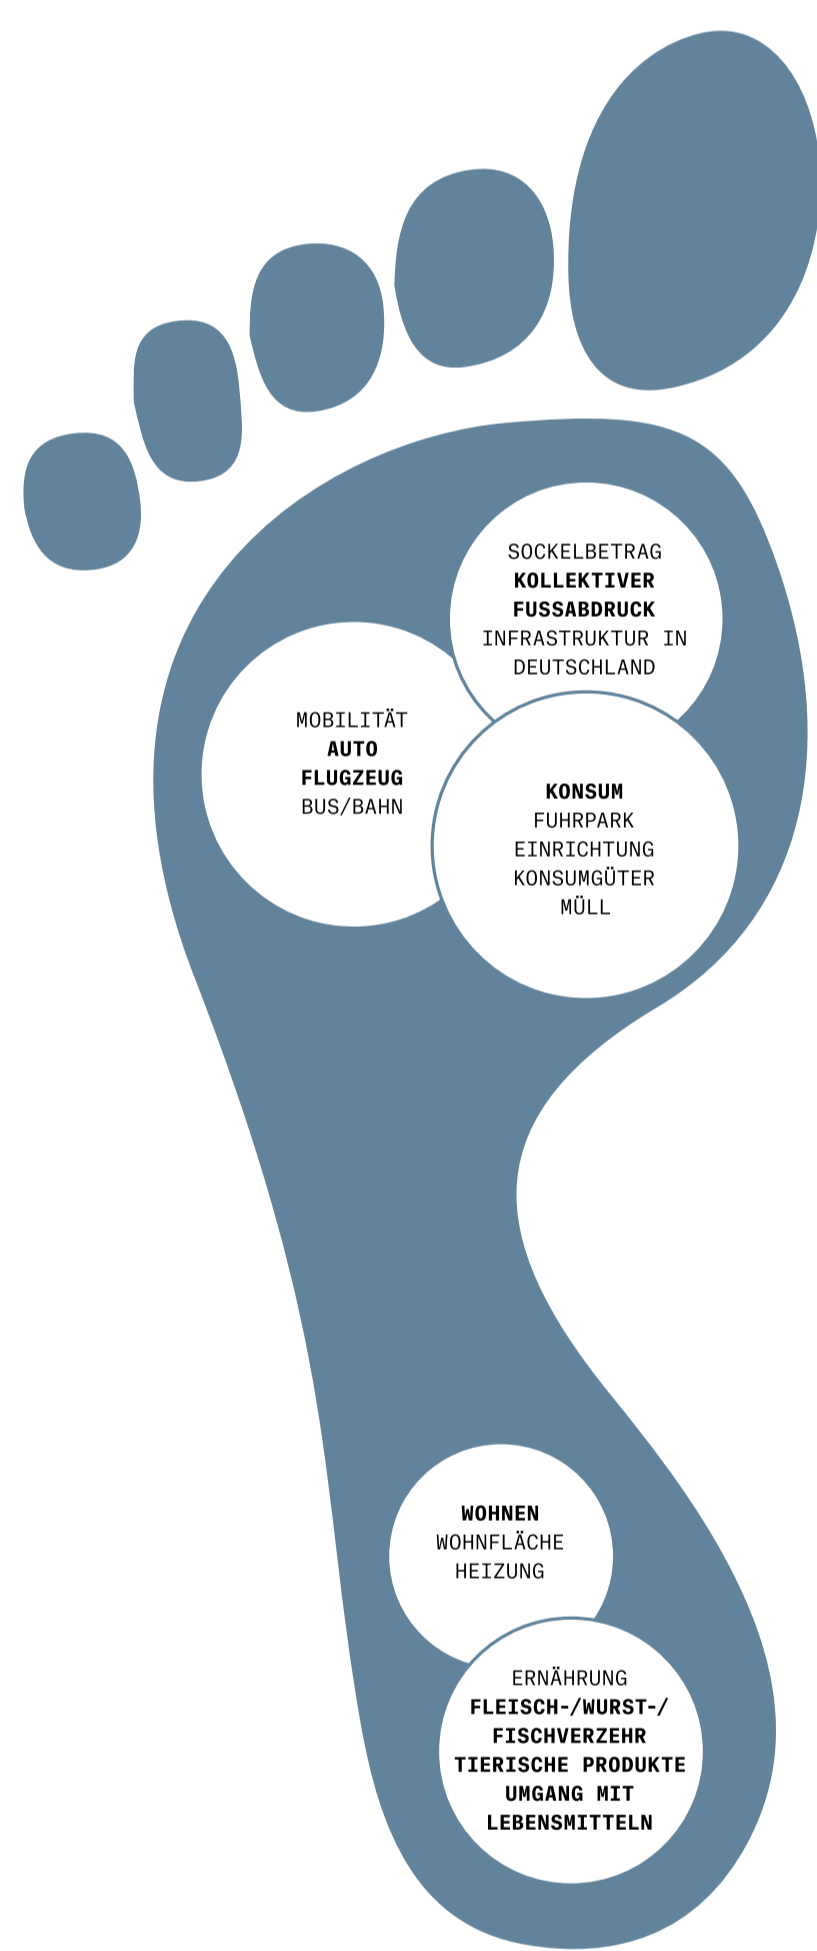 SOCKELBETRAG
KOLLEKTIVER
FUSSABDRUCK
INFRASTRUKTUR IN
DEUTSCHLAND
MOBILITÄT
AUTO
FLUGZEUG
BUS/BAHN
KONSUM
FUHRPARK
EINRICHTUNG
KONSUMGÜTER
MÜLL
WOHNEN
WOHNFLÄCHE
HEIZUNG
ERNÄHRUNG
FLEISCH-/WURST-/
FISCHVERZEHR
TIERISCHE PRODUKTE
UMGANG MIT
LEBENSMITTELN